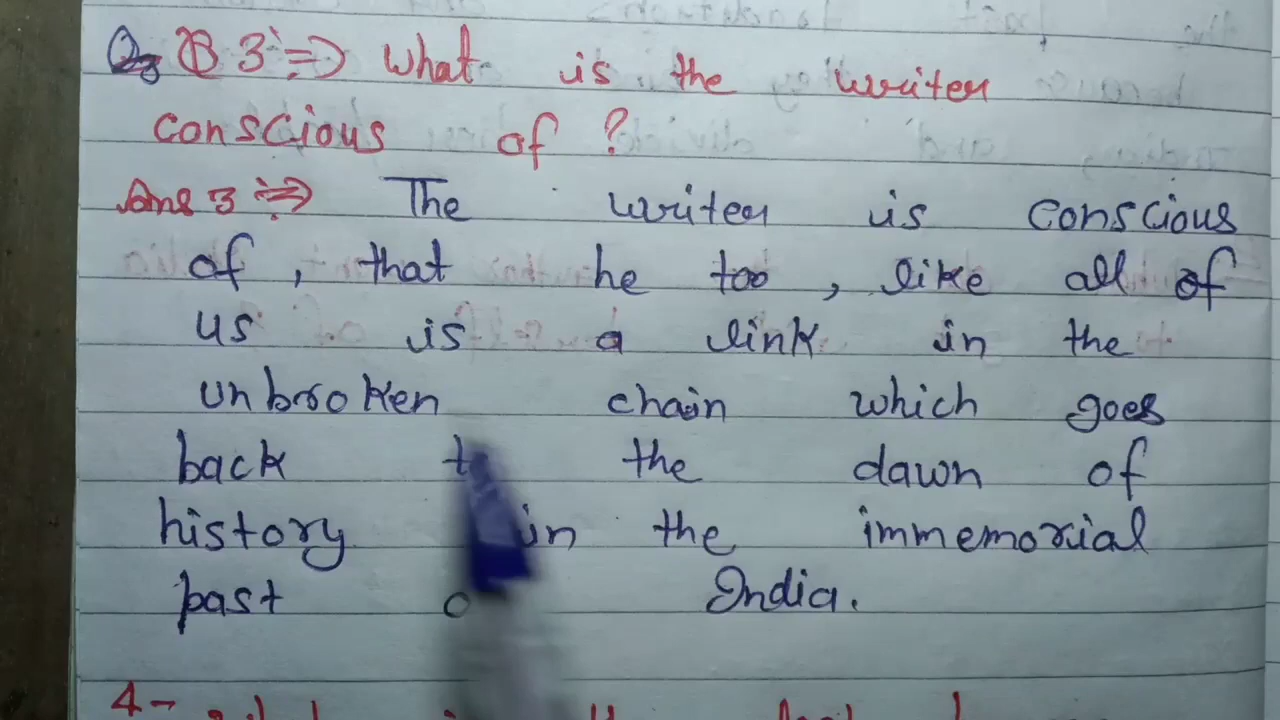 Q 3 => What is the writer
conscious of ?
Ans 3 => The writer is conscious
of , that he too , like all of
us is a link in the
unbroken chain which goes
back the dawn of
history in the immemorial
past India.
4-